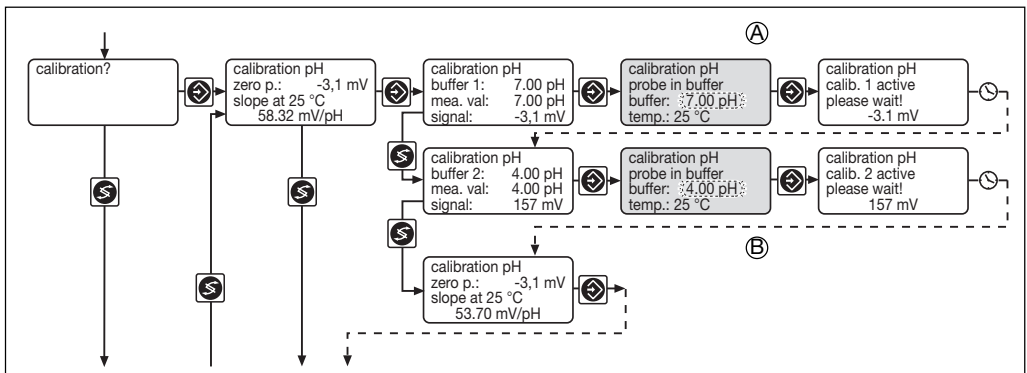 A
calibration?
calibration pH
zero p.: -3,1 mV
slope at 25 °C
58.32 mV/pH
calibration pH
buffer 1: 7.00 pH
mea. val: 7.00 pH
signal: -3,1 mV
calibration pH
probe in buffer
buffer: 7.00 pH
temp.: 25 °C
calibration pH
calib. 1 active
please wait!
-3.1 mV
calibration pH
buffer 2: 4.00 pH
mea. val: 4.00 pH
signal: 157 mV
calibration pH
probe in buffer
buffer: 4.00 pH
temp.: 25 °C
calibration pH
calib. 2 active
please wait!
157 mV
B
calibration pH
zero p.: -3,1 mV
slope at 25 °C
53.70 mV/pH